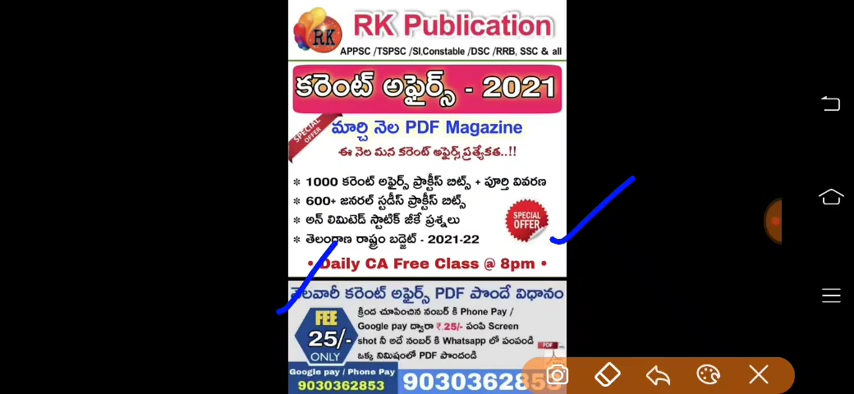 RK Publication
RK
APPSC /TSPSC /SI,Constable /DSC /RRB, SSC & all
కరెంట్ అఫైర్స్ - 2021
SPECIAL OFFER
మార్చి నెల PDF Magazine
ఈ నెల మన కరెంట్ అఫైర్స్ ప్రత్యేకత..!!
* 1000 కరెంట్ అఫైర్స్ ప్రాక్టీస్ బిట్స్ + పూర్తి వివరణ
* 600+ జనరల్ స్టడీస్ ప్రాక్టీస్ బిట్స్
* అన్ లిమిటెడ్ స్టాటిక్ జీకే ప్రశ్నలు
* తెలంగాణ రాష్ట్రం బడ్జెట్ - 2021-22
SPECIAL
OFFER
• Daily CA Free Class @ 8pm •
నెలవారీ కరెంట్ అఫైర్స్ PDF పొందే విధానం
FEE
25/-
ONLY
క్రింద చూపించిన నంబర్ కి Phone Pay /
Google pay ద్వారా ₹.25/- పంపి Screen
shot నీ అదే నంబర్ కి Whatsapp లో పంపండి
ఒక్క నిమిషంలో PDF పొందండి
PDF
Google pay / Phone Pay
9030362853
9030362853